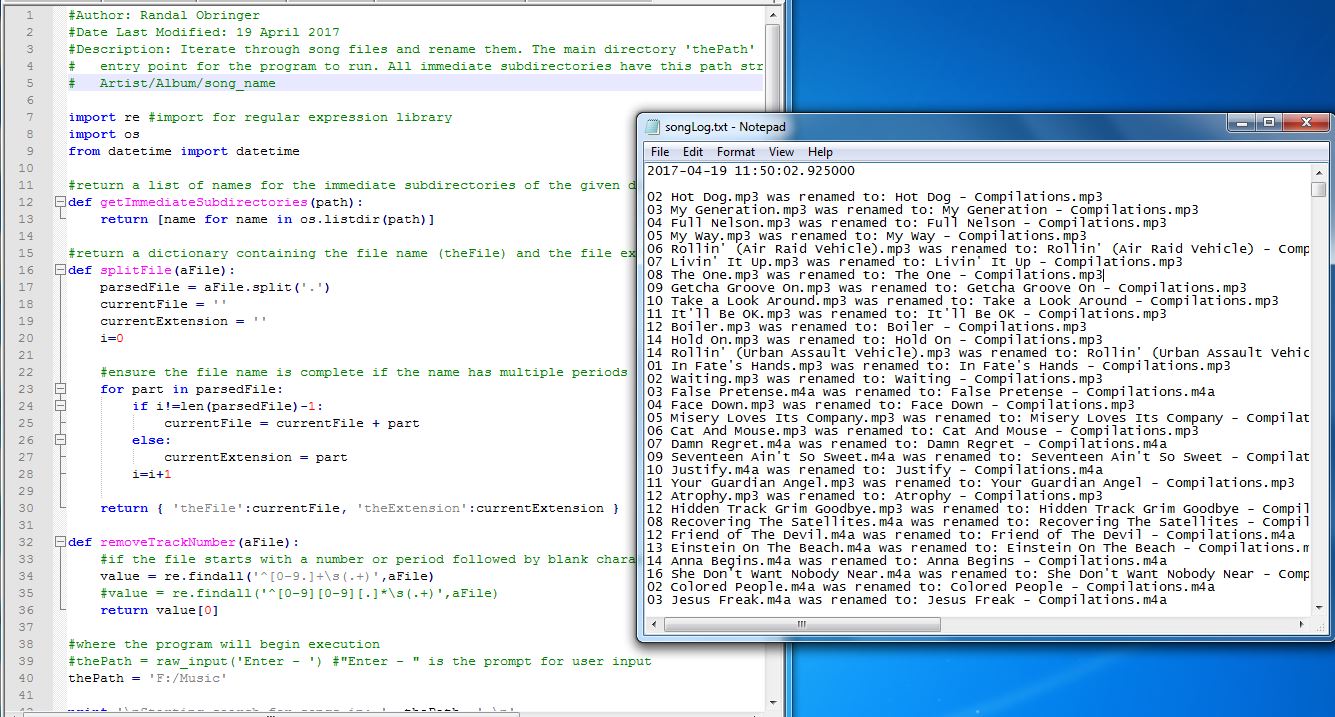 1 #Author: Randal Obringer
2 #Date Last Modified: 19 April 2017
3 #Description: Iterate through song files and rename them. The main directory 'thePath'
4 #   entry point for the program to run. All immediate subdirectories have this path str
5 #   Artist/Album/song_name
6
7 import re #import for regular expression library
8 import os
9 from datetime import datetime
10
11 #return a list of names for the immediate subdirectories of the given d
12 def getImmediateSubdirectories(path):
13     return [name for name in os.listdir(path)]
14
15 #return a dictionary containing the file name (theFile) and the file ex
16 def splitFile(aFile):
17     parsedFile = aFile.split('.')
18     currentFile = ''
19     currentExtension = ''
20     i=0
21
22     #ensure the file name is complete if the name has multiple periods
23     for part in parsedFile:
24         if i!=len(parsedFile)-1:
25             currentFile = currentFile + part
26         else:
27             currentExtension = part
28         i=i+1
29
30     return { 'theFile':currentFile, 'theExtension':currentExtension }
31
32 def removeTrackNumber(aFile):
33     #if the file starts with a number or period followed by blank chara
34     value = re.findall('^[0-9.]+\s(.+)',aFile)
35     #value = re.findall('^[0-9][0-9][.]*\s(.+)',aFile)
36     return value[0]
37
38 #where the program will begin execution
39 #thePath = raw_input('Enter - ') #"Enter - " is the prompt for user input
40 thePath = 'F:/Music'
41
songLog.txt - Notepad
File Edit Format View Help
2017-04-19 11:50:02.925000
02 Hot Dog.mp3 was renamed to: Hot Dog - Compilations.mp3
03 My Generation.mp3 was renamed to: My Generation - Compilations.mp3
04 Full Nelson.mp3 was renamed to: Full Nelson - Compilations.mp3
05 My Way.mp3 was renamed to: My Way - Compilations.mp3
06 Rollin' (Air Raid Vehicle).mp3 was renamed to: Rollin' (Air Raid Vehicle) - Comp
07 Livin' It Up.mp3 was renamed to: Livin' It Up - Compilations.mp3
08 The One.mp3 was renamed to: The One - Compilations.mp3
09 Getcha Groove On.mp3 was renamed to: Getcha Groove On - Compilations.mp3
10 Take a Look Around.mp3 was renamed to: Take a Look Around - Compilations.mp3
11 It'll Be OK.mp3 was renamed to: It'll Be OK - Compilations.mp3
12 Boiler.mp3 was renamed to: Boiler - Compilations.mp3
14 Hold On.mp3 was renamed to: Hold On - Compilations.mp3
14 Rollin' (Urban Assault Vehicle).mp3 was renamed to: Rollin' (Urban Assault Vehic
01 In Fate's Hands.mp3 was renamed to: In Fate's Hands - Compilations.mp3
02 Waiting.mp3 was renamed to: Waiting - Compilations.mp3
03 False Pretense.m4a was renamed to: False Pretense - Compilations.m4a
04 Face Down.mp3 was renamed to: Face Down - Compilations.mp3
05 Misery Loves Its Company.mp3 was renamed to: Misery Loves Its Company - Compilat
06 Cat And Mouse.mp3 was renamed to: Cat And Mouse - Compilations.mp3
07 Damn Regret.m4a was renamed to: Damn Regret - Compilations.m4a
09 Seventeen Ain't So Sweet.m4a was renamed to: Seventeen Ain't So Sweet - Compilat
10 Justify.m4a was renamed to: Justify - Compilations.m4a
11 Your Guardian Angel.mp3 was renamed to: Your Guardian Angel - Compilations.mp3
12 Atrophy.mp3 was renamed to: Atrophy - Compilations.mp3
12 Hidden Track Grim Goodbye.mp3 was renamed to: Hidden Track Grim Goodbye - Compil
08 Recovering The Satellites.m4a was renamed to: Recovering The Satellites - Compil
12 Friend of The Devil.m4a was renamed to: Friend of The Devil - Compilations.m4a
13 Einstein On The Beach.m4a was renamed to: Einstein On The Beach - Compilations.m
14 Anna Begins.m4a was renamed to: Anna Begins - Compilations.m4a
16 She Don't Want Nobody Near.m4a was renamed to: She Don't Want Nobody Near - Comp
02 Colored People.m4a was renamed to: Colored People - Compilations.m4a
03 Jesus Freak.m4a was renamed to: Jesus Freak - Compilations.m4a